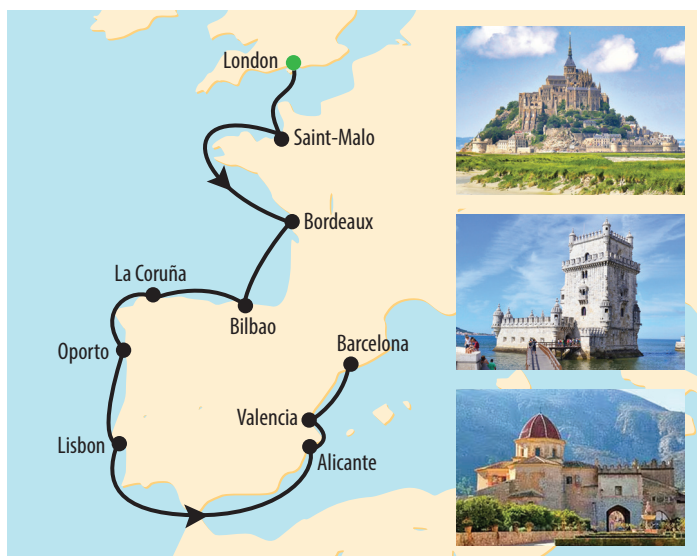 London
Saint-Malo
Bordeaux
La Coruña
Bilbao
Barcelona
Oporto
Valencia
Lisbon
Alicante